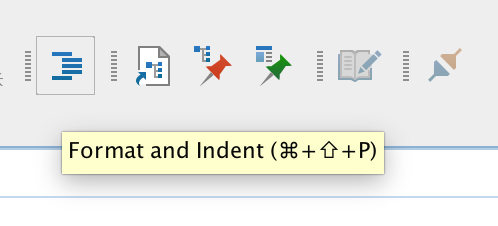 Format and Indent (⌘+⇧+P)